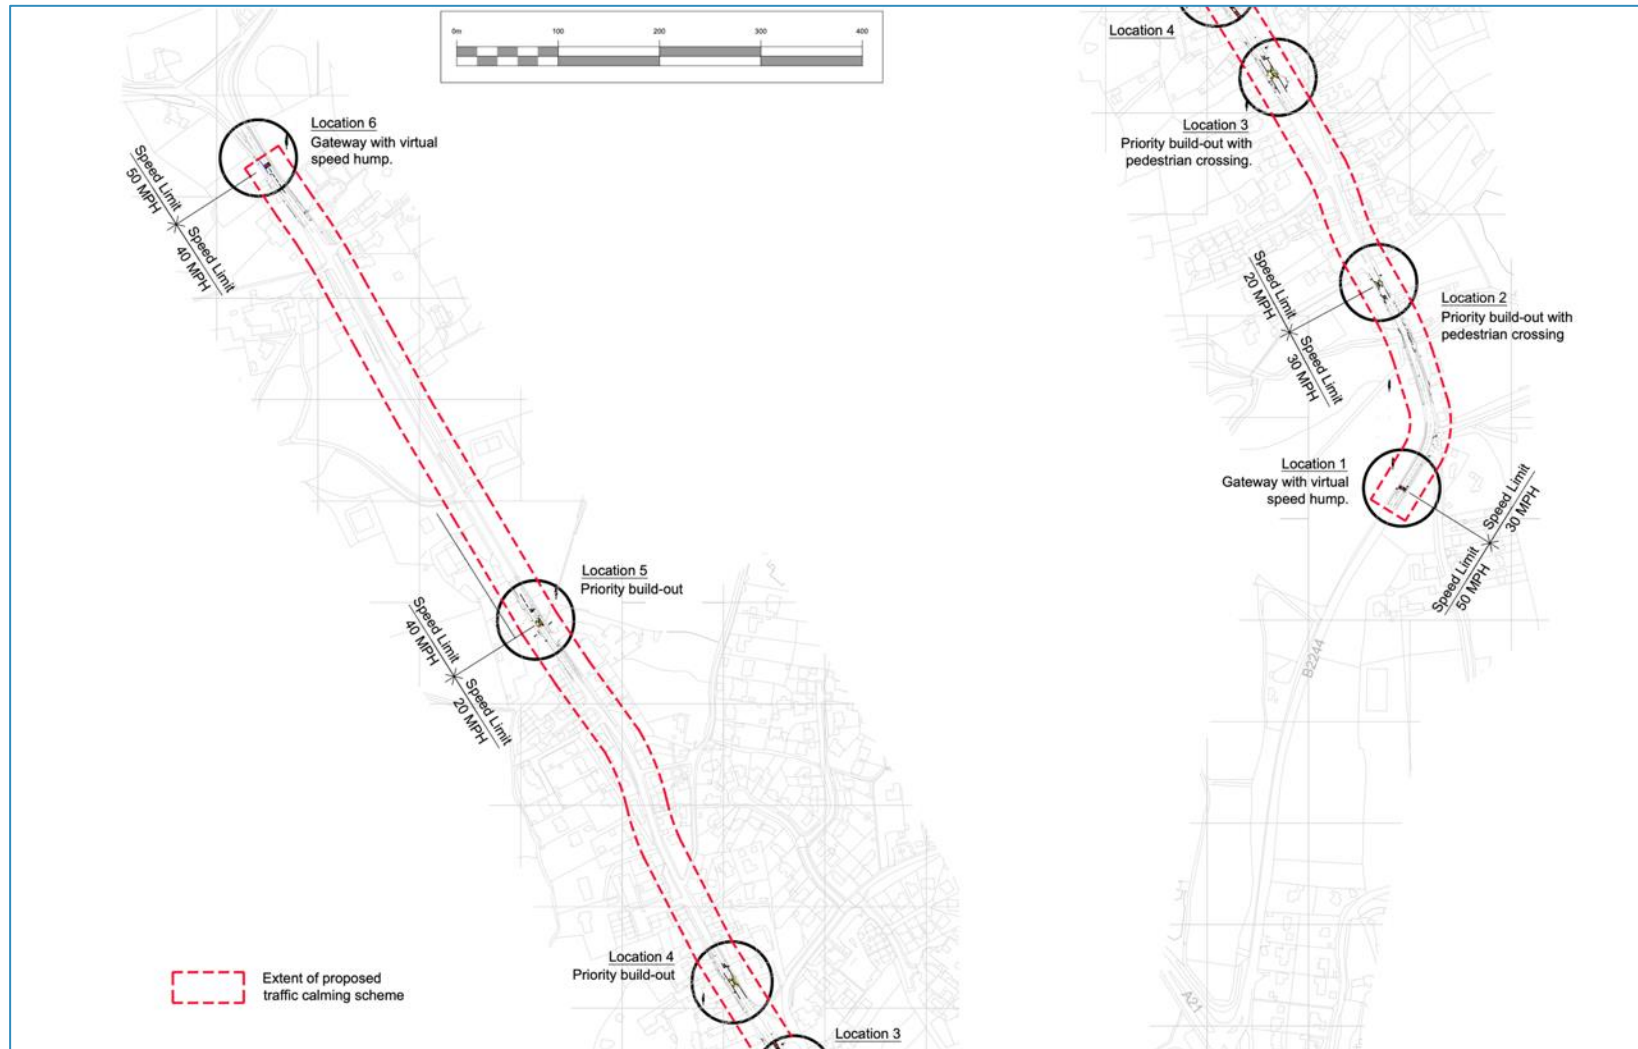 0m 100 200 300 400
Location 6
Gateway with virtual
speed hump.
Speed Limit
50 MPH
Speed Limit
40 MPH
Location 5
Priority build-out
Speed Limit
40 MPH
Speed Limit
20 MPH
Location 4
Priority build-out
Location 3
Extent of proposed
traffic calming scheme
Location 4
Location 3
Priority build-out with
pedestrian crossing.
Speed Limit
20 MPH
Speed Limit
30 MPH
Location 2
Priority build-out with
pedestrian crossing
Location 1
Gateway with virtual
speed hump.
Speed Limit
30 MPH
Speed Limit
50 MPH
B2244
A21